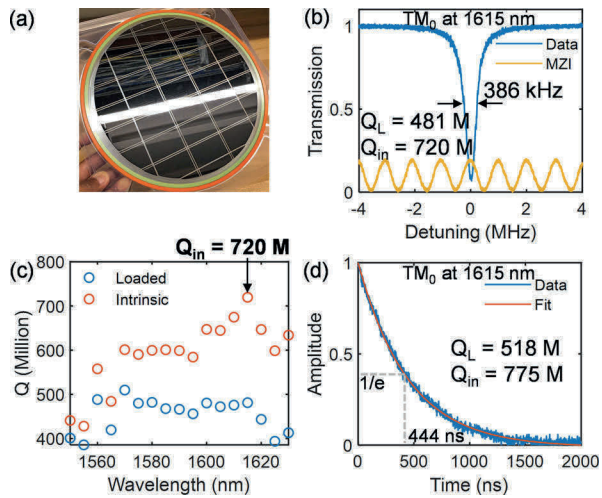 (a)
(b)
TM0 at 1615 nm
Data
MZI
386 kHz
QL = 481 M
Qin = 720 M
Transmission
1
0.5
0
-4
-2
0
2
4
Detuning (MHz)
(c)
Qin = 720 M
Loaded
Intrinsic
Q (Million)
800
700
600
500
400
1560
1580
1600
1620
Wavelength (nm)
(d)
TM0 at 1615 nm
Data
Fit
QL = 518 M
Qin = 775 M
1/e
444 ns
Amplitude
1
0.5
0
0
500
1000
1500
2000
Time (ns)